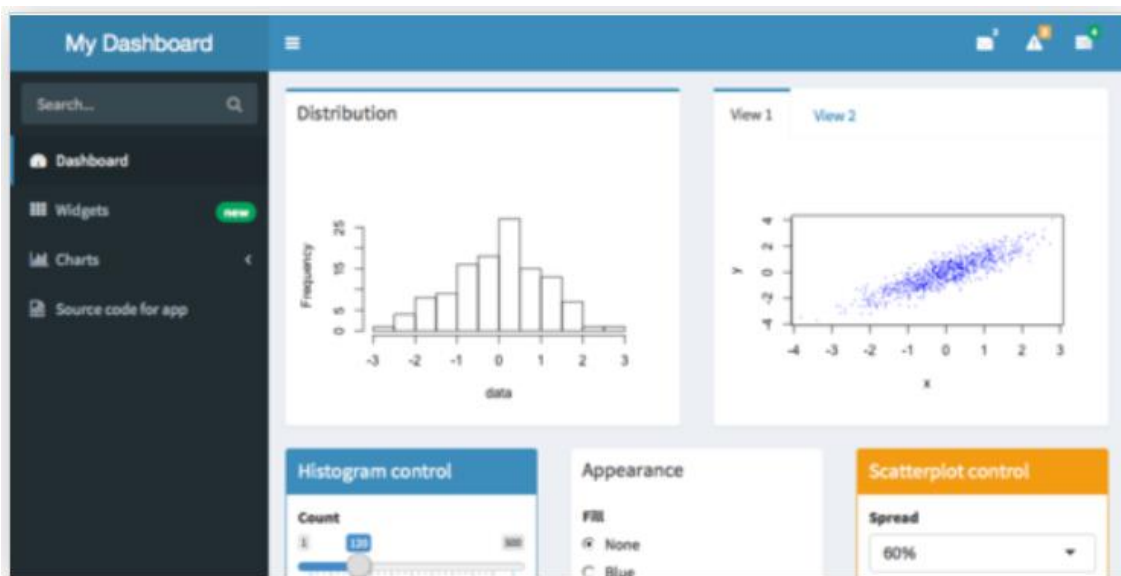 My Dashboard
Search...
Dashboard
Widgets
new
Charts
Source code for app
Distribution
Frequency
0 5 15 25
-3 -2 -1 0 1 2 3
data
View 1 View 2
y
-4 -2 0 2 4
-4 -3 -2 -1 0 1 2 3
x
Histogram control
Count
1 120 500
Appearance
Fill
None
Blue
Scatterplot control
Spread
60%